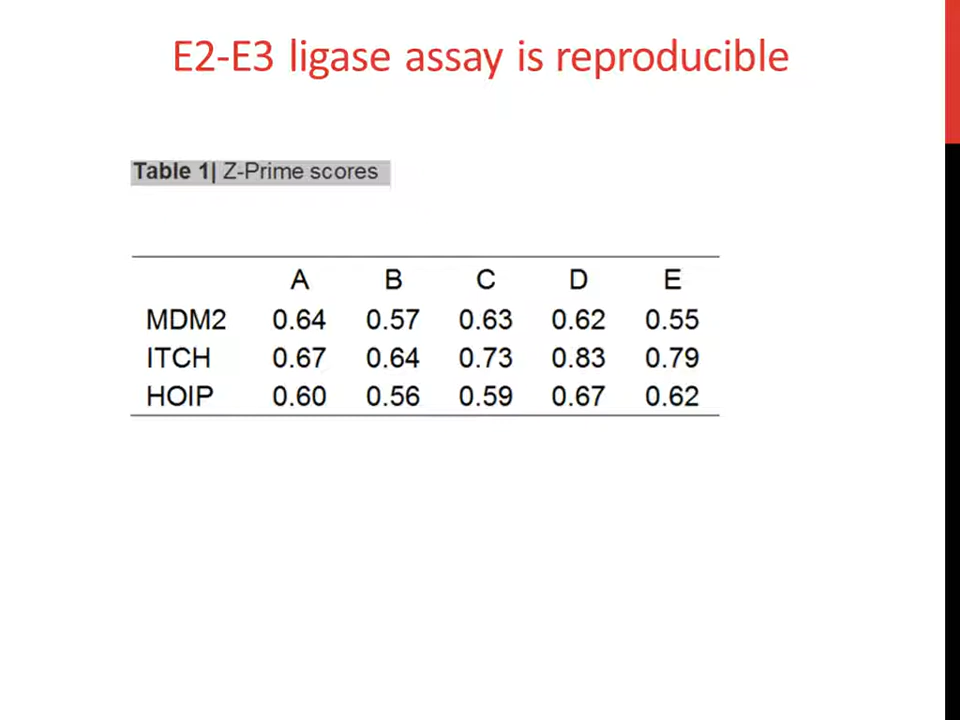 E2-E3 ligase assay is reproducible
Table 1| Z-Prime scores
A B C D E
MDM2 0.64 0.57 0.63 0.62 0.55
ITCH 0.67 0.64 0.73 0.83 0.79
HOIP 0.60 0.56 0.59 0.67 0.62